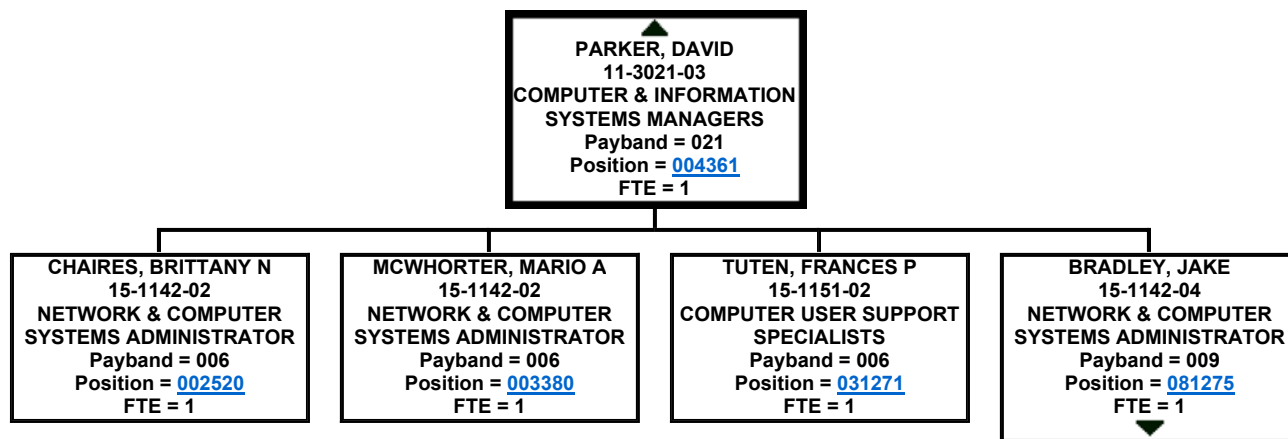 PARKER, DAVID
11-3021-03
COMPUTER & INFORMATION
SYSTEMS MANAGERS
Payband = 021
Position = 004361
FTE = 1
CHAIRES, BRITTANY N
15-1142-02
NETWORK & COMPUTER
SYSTEMS ADMINISTRATOR
Payband = 006
Position = 002520
FTE = 1
MCWHORTER, MARIO A
15-1142-02
NETWORK & COMPUTER
SYSTEMS ADMINISTRATOR
Payband = 006
Position = 003380
FTE = 1
TUTEN, FRANCES P
15-1151-02
COMPUTER USER SUPPORT
SPECIALISTS
Payband = 006
Position = 031271
FTE = 1
BRADLEY, JAKE
15-1142-04
NETWORK & COMPUTER
SYSTEMS ADMINISTRATOR
Payband = 009
Position = 081275
FTE = 1